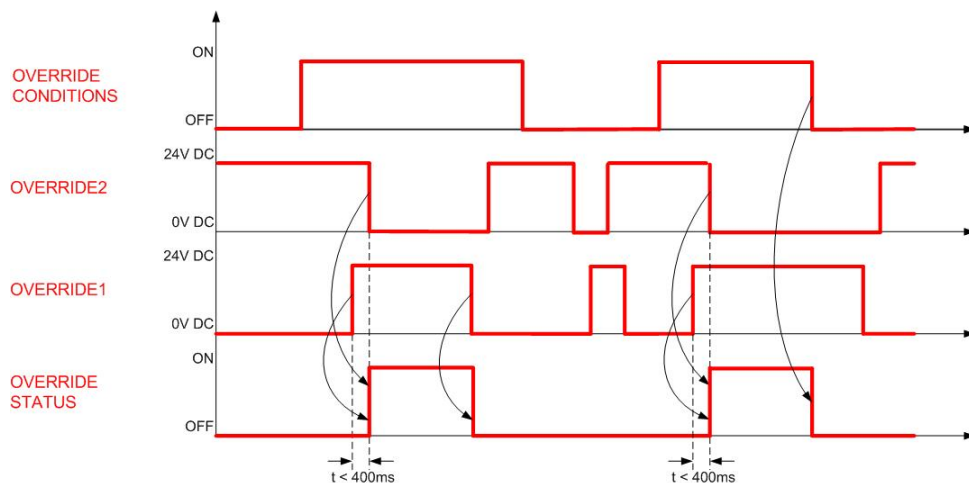 ON
OVERRIDE
CONDITIONS
OFF
24V DC
OVERRIDE2
0V DC
24V DC
OVERRIDE1
0V DC
ON
OVERRIDE
STATUS
OFF
t < 400ms
t < 400ms